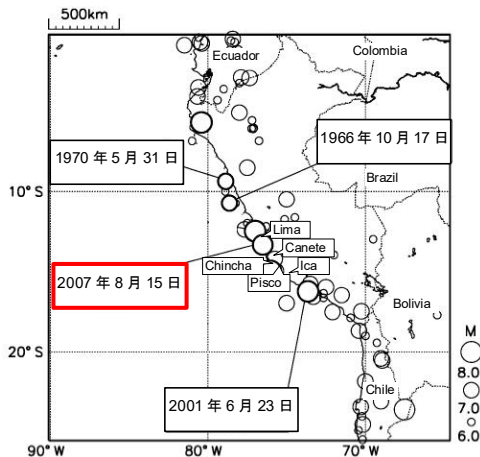 500km
Ecuador
Colombia
1970 年 5 月 31 日
1966 年 10 月 17 日
10° S
Brazil
Lima
Canete
Chincha
Ica
Pisco
2007 年 8 月 15 日
Bolivia
M
20° S
8.0
7.0
6.0
Chile
2001 年 6 月 23 日
90° W
80° W
70° W